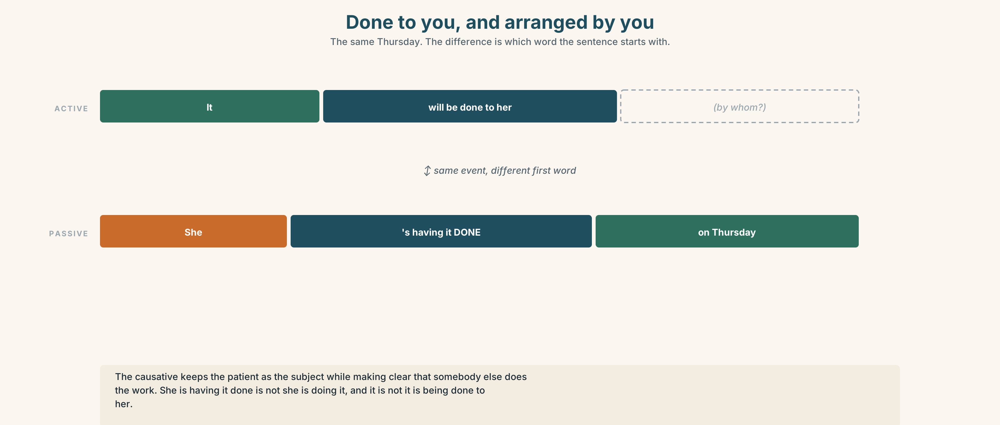 Done to you, and arranged by you
The same Thursday. The difference is which word the sentence starts with.
ACTIVE
It
will be done to her
(by whom?)
↕ same event, different first word
PASSIVE
She
's having it DONE
on Thursday
The causative keeps the patient as the subject while making clear that somebody else does
the work. She is having it done is not she is doing it, and it is not it is being done to
her.